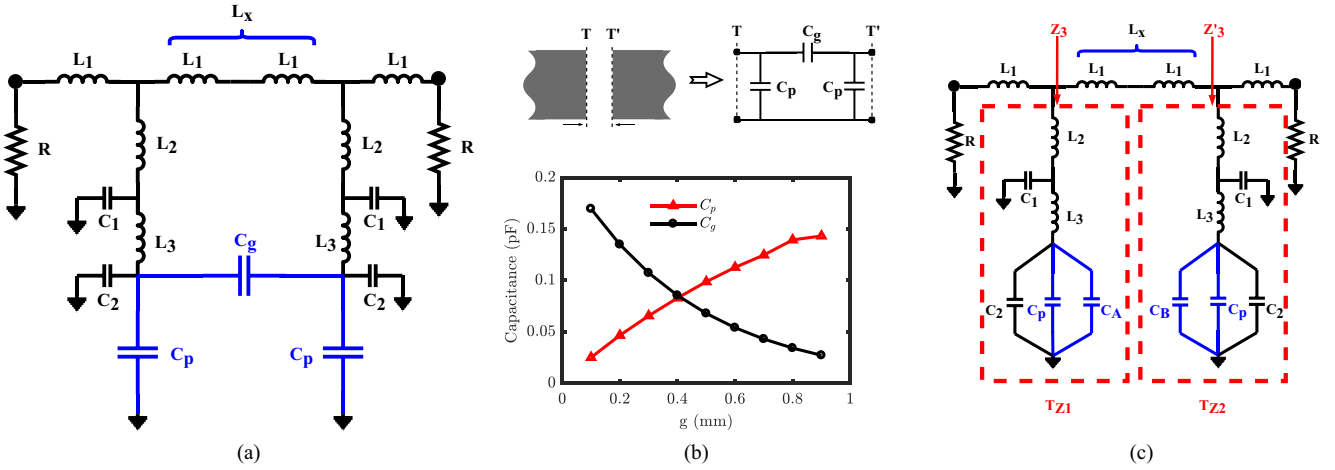 Lx
L1 L1 L1 L1
R L2 L2 R
C1 C1
L3 L3
Cg
C2 C2
Cp Cp
(a)
T T' T T'
Cg
Cp Cp
0.2
0.15
0.1
0.05
0
Capacitance (pF)
Cp
Cg
0 0.2 0.4 0.6 0.8 1
g (mm)
(b)
Z3 Z'3
Lx
L1 L1 L1 L1
R L2 L2 R
C1 C1
L3 L3
C2 Cp CA CB Cp C2
TZ1 TZ2
(c)